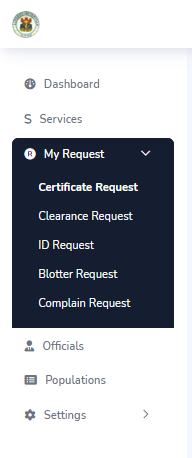 Dashboard
S Services
R My Request
Certificate Request
Clearance Request
ID Request
Blotter Request
Complain Request
Officials
Populations
Settings